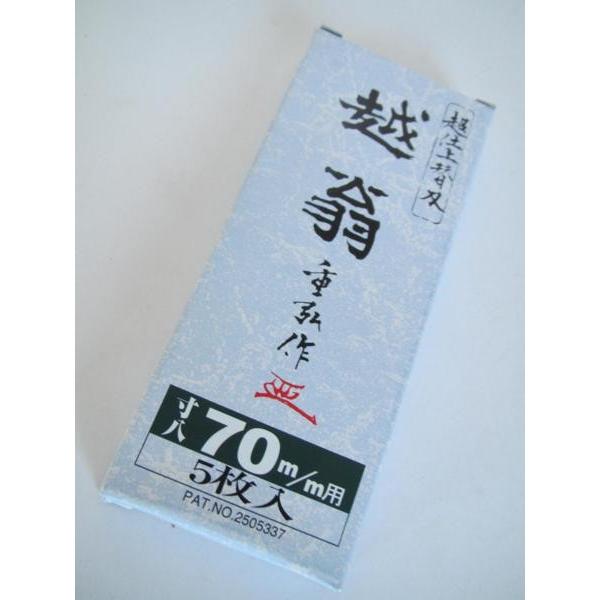 超仕上替刃
越翁
重弘作
寸八
70m/m用
5枚入
PAT.NO.2505337